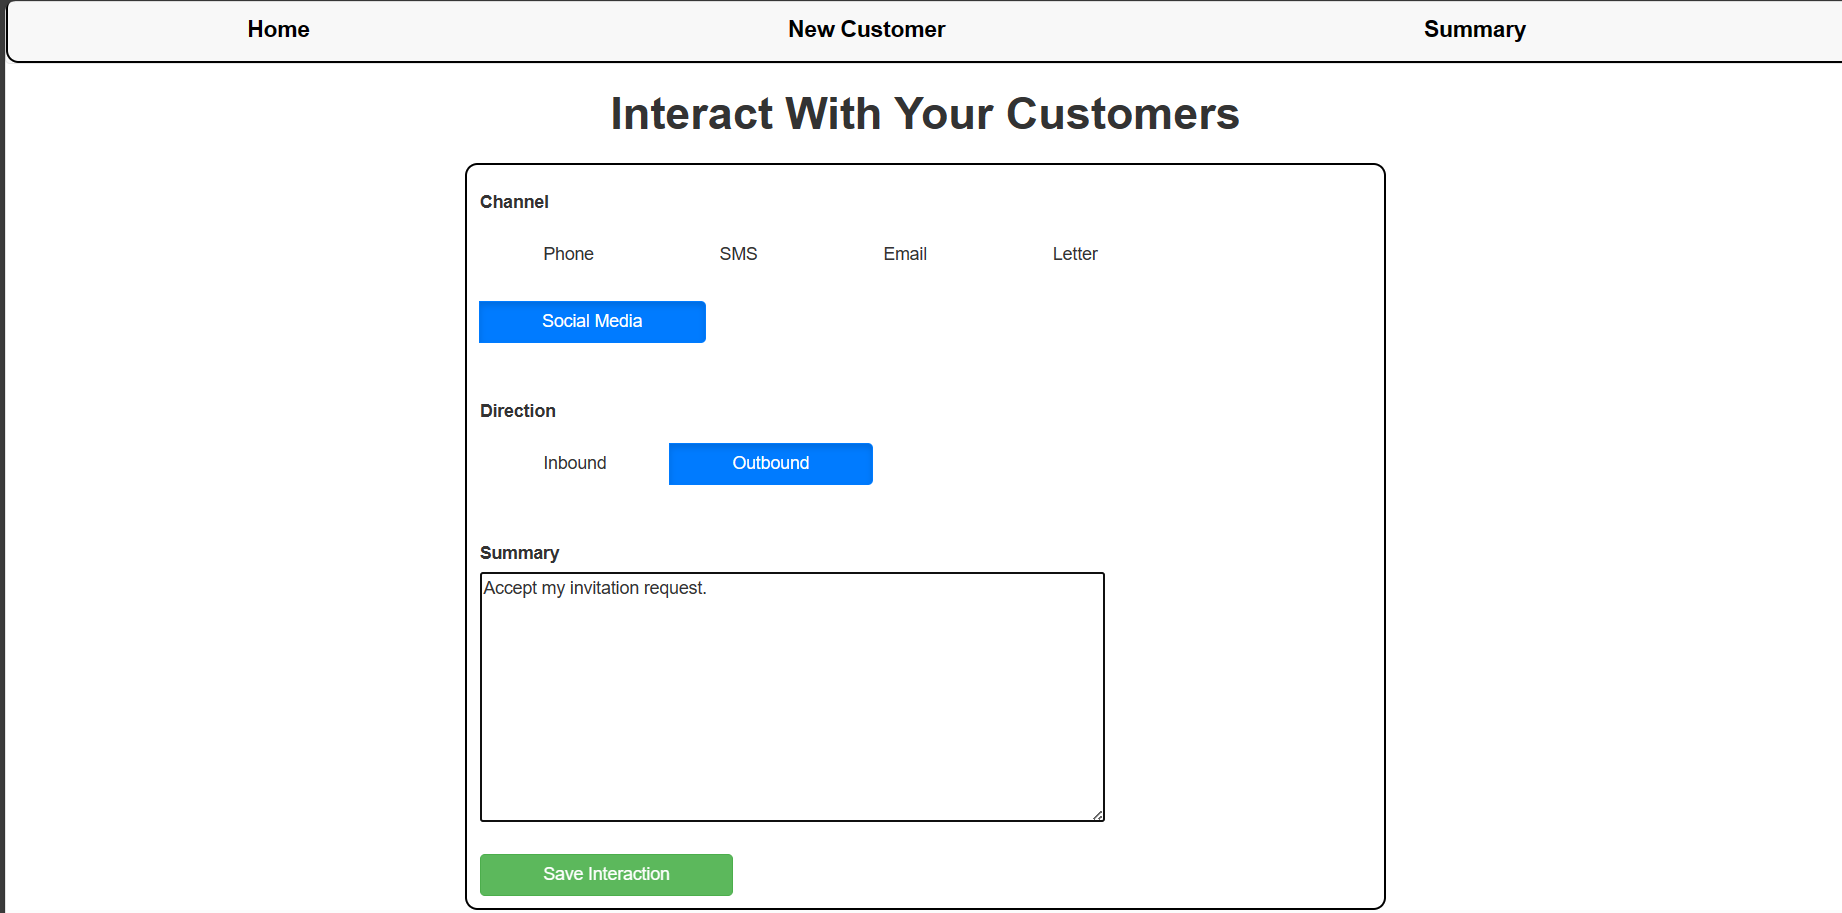 Home New Customer Summary
Interact With Your Customers
Channel
Phone SMS Email Letter
Social Media
Direction
Inbound Outbound
Summary
Accept my invitation request.
Save Interaction